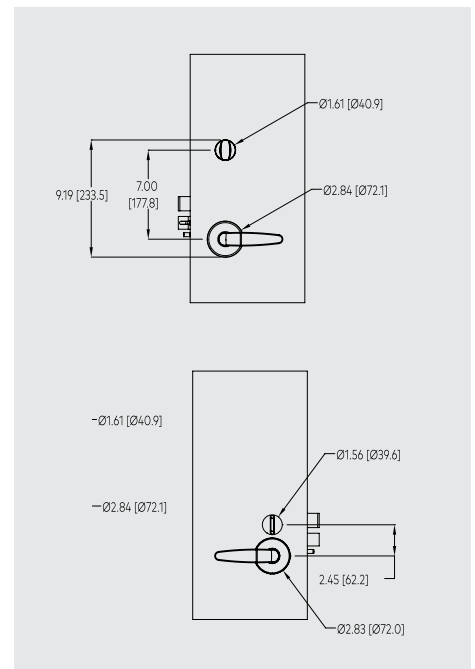 Ø1.61 [Ø40.9]
9.19 [233.5]
7.00
[177.8]
Ø2.84 [Ø72.1]
Ø1.61 [Ø40.9]
Ø1.56 [Ø39.6]
Ø2.84 [Ø72.1]
2.45 [62.2]
Ø2.83 [Ø72.0]